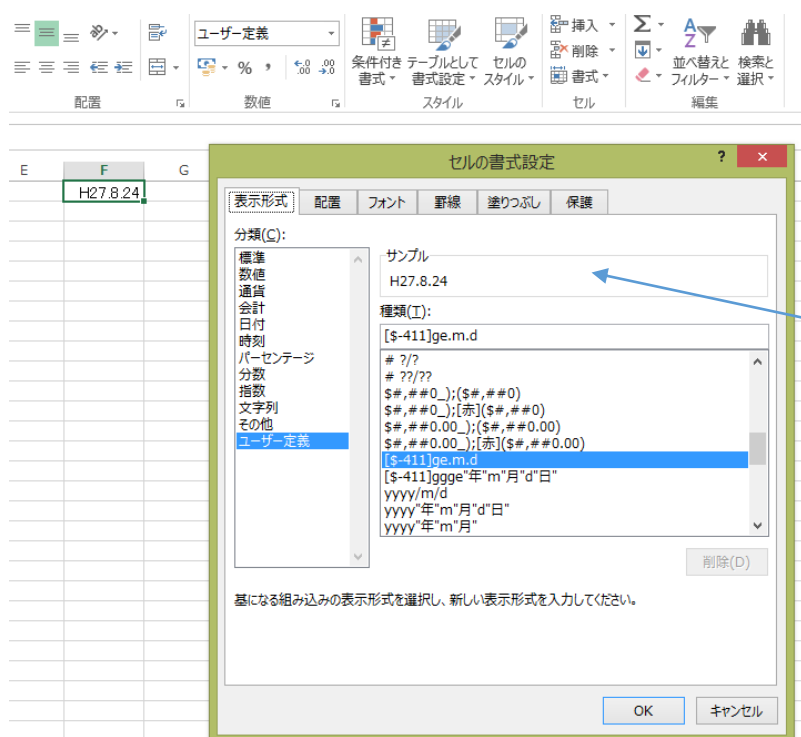 ユーザー定義
% ,
.0 .00
.00 .0
条件付き 書式
テーブルとして 書式設定
セルの スタイル
挿入
削除
書式
Σ
並べ替えと フィルター
検索と 選択
配置
数値
スタイル
セル
編集
E F G
H27.8.24
セルの書式設定
? ×
表示形式 配置 フォント 罫線 塗りつぶし 保護
分類(C):
標準
数値
通貨
会計
日付
時刻
パーセンテージ
分数
指数
文字列
その他
ユーザー定義
サンプル
H27.8.24
種類(T):
[$-411]ge.m.d
# ?/?
# ??/??
$#,##0_);($#,##0)
$#,##0_);[赤]($#,##0)
$#,##0.00_);($#,##0.00)
$#,##0.00_);[赤]($#,##0.00)
[$-411]ge.m.d
[$-411]ggge"年"m"月"d"日"
yyyy/m/d
yyyy"年"m"月"d"日"
yyyy"年"m"月"
削除(D)
基になる組み込みの表示形式を選択し、新しい表示形式を入力してください。
OK キャンセル